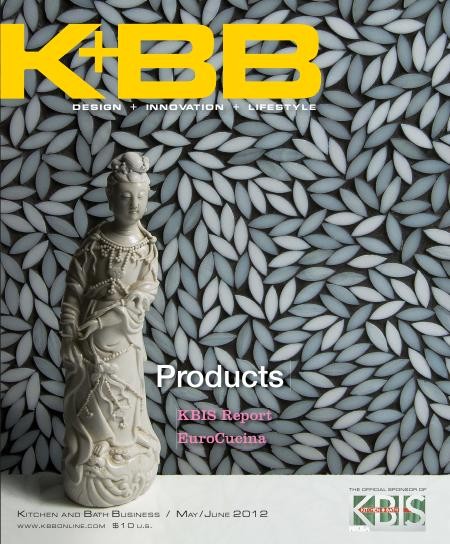 K+BB
DESIGN + INNOVATION + LIFESTYLE
Products
KBIS Report
EuroCucina
KITCHEN AND BATH BUSINESS / MAY/JUNE 2012
WWW.KBBONLINE.COM $10 U.S.
THE OFFICIAL SPONSOR OF
KBIS
NKBA